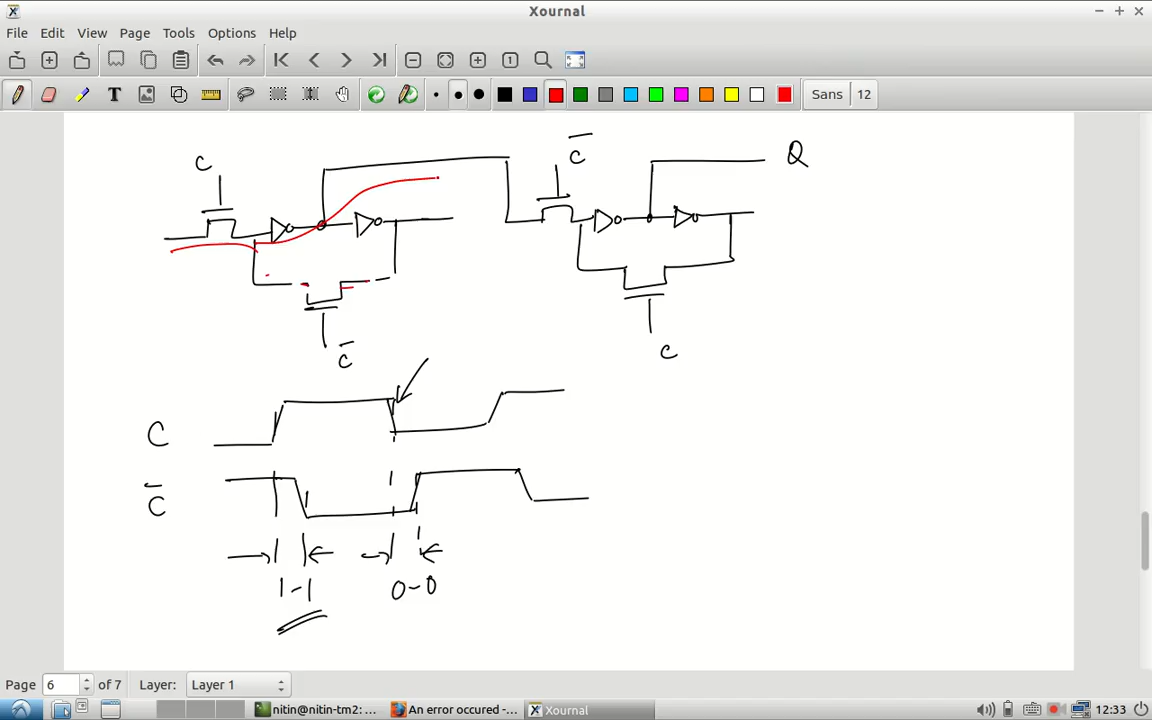 Xournal
File Edit View Page Tools Options Help
Sans 12
C
C̅
Q
C̅
C
C
C̅
1-1
0-0
Page 6 of 7 Layer: Layer 1
nitin@nitin-tm2: ... An error occured -... Xournal 12:33